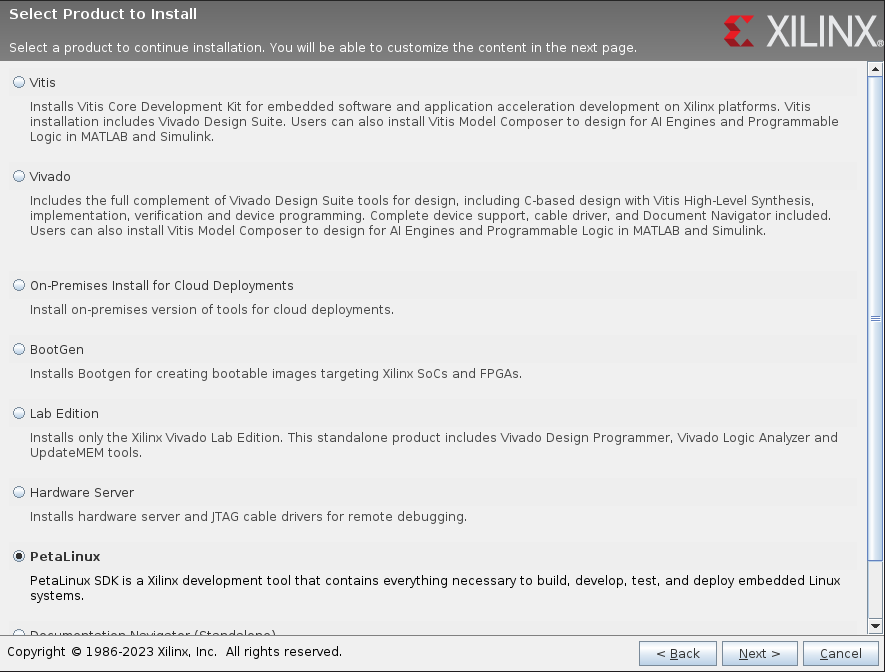 Select Product to Install
Select a product to continue installation. You will be able to customize the content in the next page.
XILINX®
Vitis
Installs Vitis Core Development Kit for embedded software and application acceleration development on Xilinx platforms. Vitis
installation includes Vivado Design Suite. Users can also install Vitis Model Composer to design for AI Engines and Programmable
Logic in MATLAB and Simulink.
Vivado
Includes the full complement of Vivado Design Suite tools for design, including C-based design with Vitis High-Level Synthesis,
implementation, verification and device programming. Complete device support, cable driver, and Document Navigator included.
Users can also install Vitis Model Composer to design for AI Engines and Programmable Logic in MATLAB and Simulink.
On-Premises Install for Cloud Deployments
Install on-premises version of tools for cloud deployments.
BootGen
Installs Bootgen for creating bootable images targeting Xilinx SoCs and FPGAs.
Lab Edition
Installs only the Xilinx Vivado Lab Edition. This standalone product includes Vivado Design Programmer, Vivado Logic Analyzer and
UpdateMEM tools.
Hardware Server
Installs hardware server and JTAG cable drivers for remote debugging.
PetaLinux
PetaLinux SDK is a Xilinx development tool that contains everything necessary to build, develop, test, and deploy embedded Linux
systems.
Documentation Navigator (Standalone)
Copyright © 1986-2023 Xilinx, Inc.  All rights reserved.
< Back
Next >
Cancel